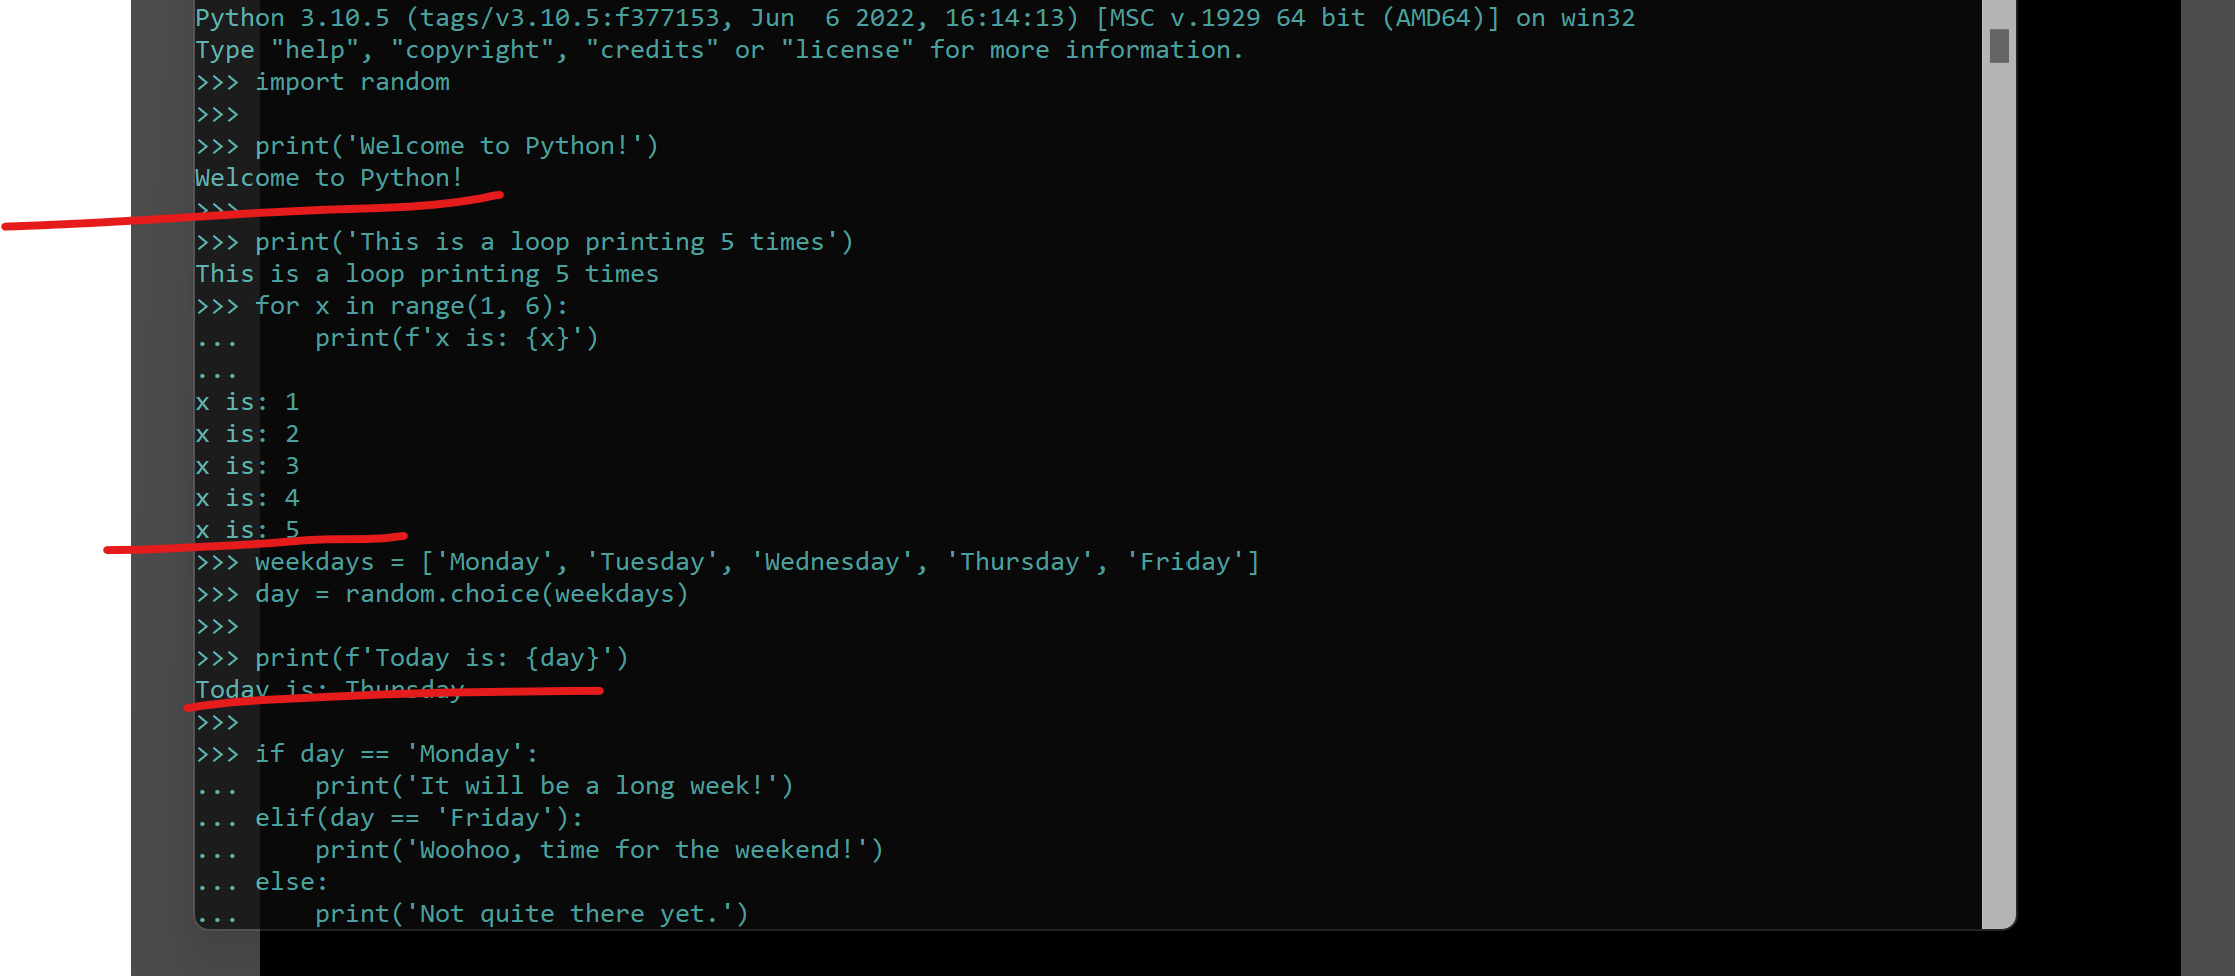 Python 3.10.5 (tags/v3.10.5:f377153, Jun  6 2022, 16:14:13) [MSC v.1929 64 bit (AMD64)] on win32
Type "help", "copyright", "credits" or "license" for more information.
>>> import random
>>>
>>> print('Welcome to Python!')
Welcome to Python!
>>>
>>> print('This is a loop printing 5 times')
This is a loop printing 5 times
>>> for x in range(1, 6):
...     print(f'x is: {x}')
...
x is: 1
x is: 2
x is: 3
x is: 4
x is: 5
>>> weekdays = ['Monday', 'Tuesday', 'Wednesday', 'Thursday', 'Friday']
>>> day = random.choice(weekdays)
>>>
>>> print(f'Today is: {day}')
Today is: Thursday
>>>
>>> if day == 'Monday':
...     print('It will be a long week!')
... elif(day == 'Friday'):
...     print('Woohoo, time for the weekend!')
... else:
...     print('Not quite there yet.')